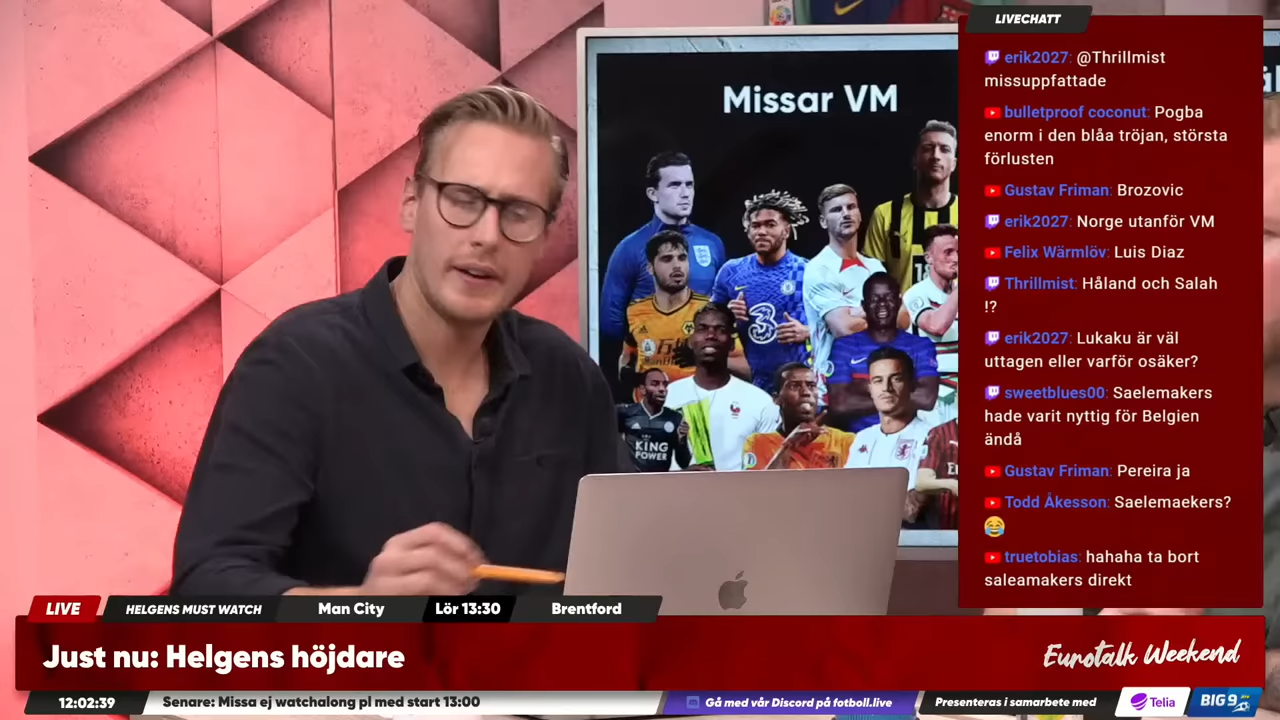 Missar VM
LIVECHATT
erik2027: @Thrillmist
missuppfattade
bulletproof coconut: Pogba
enorm i den blåa tröjan, största
förlusten
Gustav Friman: Brozovic
erik2027: Norge utanför VM
Felix Wärmlöv: Luis Diaz
Thrillmist: Håland och Salah
!?
erik2027: Lukaku är väl
uttagen eller varför osäker?
sweetblues00: Saelemakers
hade varit nyttig för Belgien
ändå
Gustav Friman: Pereira ja
Todd Åkesson: Saelemaekers?
😂
truetobias: hahaha ta bort
saleamakers direkt
3
KING
POWER
LIVE
HELGENS MUST WATCH
Man City
Lör 13:30
Brentford
Just nu: Helgens höjdare
Eurotalk Weekend
12:02:39
Senare: Missa ej watchalong pl med start 13:00
Gå med vår Discord på fotboll.live
Presenteras i samarbete med
Telia
BIG9